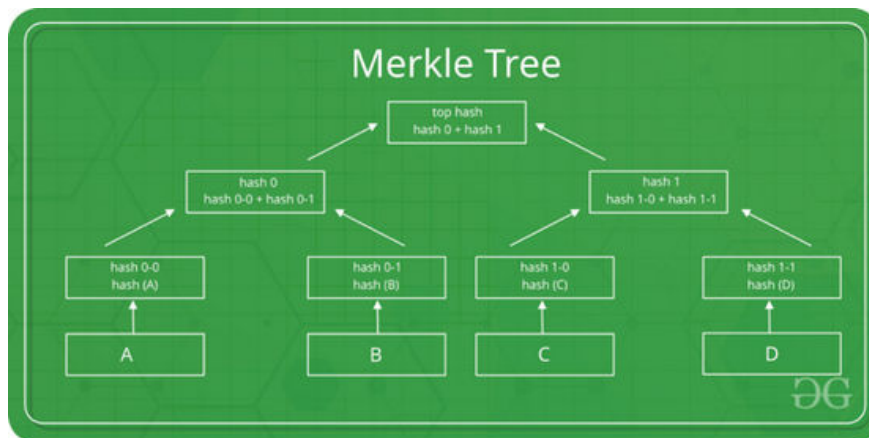 Merkle Tree
top hash
hash 0 + hash 1
hash 0
hash 0-0 + hash 0-1
hash 1
hash 1-0 + hash 1-1
hash 0-0
hash (A)
hash 0-1
hash (B)
hash 1-0
hash (C)
hash 1-1
hash (D)
A
B
C
D